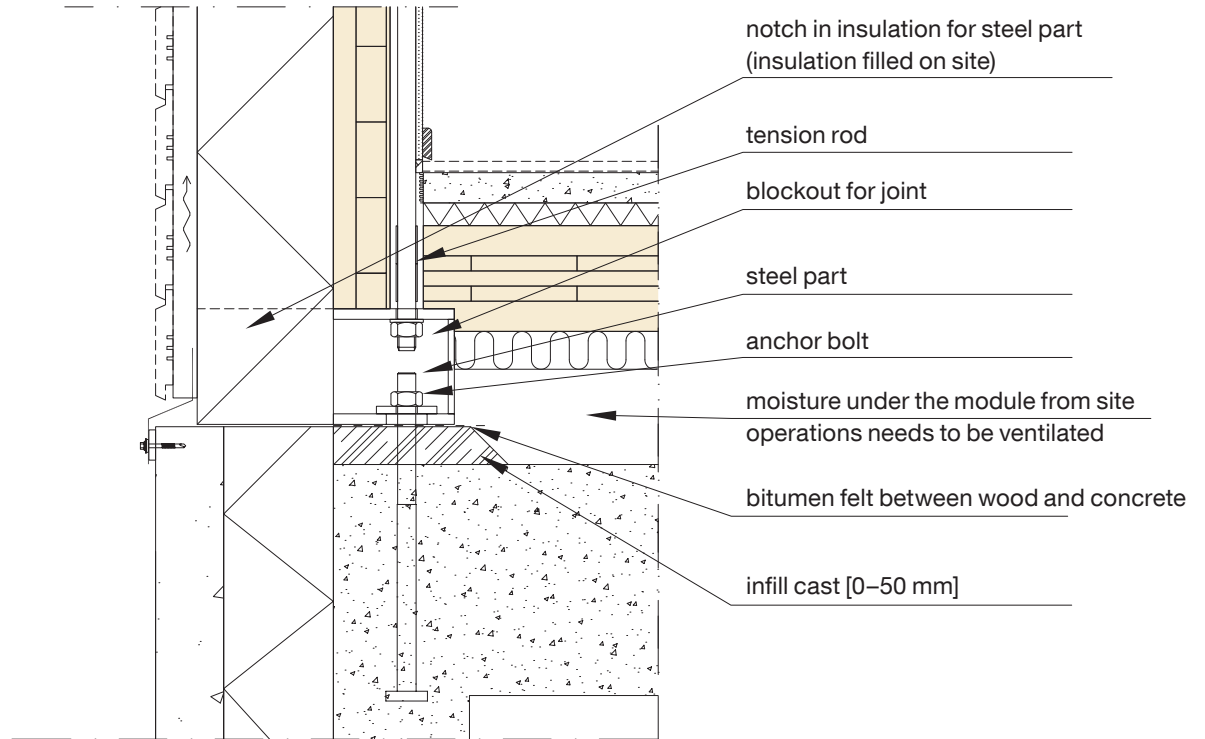 notch in insulation for steel part
(insulation filled on site)
tension rod
blockout for joint
steel part
anchor bolt
moisture under the module from site
operations needs to be ventilated
bitumen felt between wood and concrete
infill cast [0–50 mm]